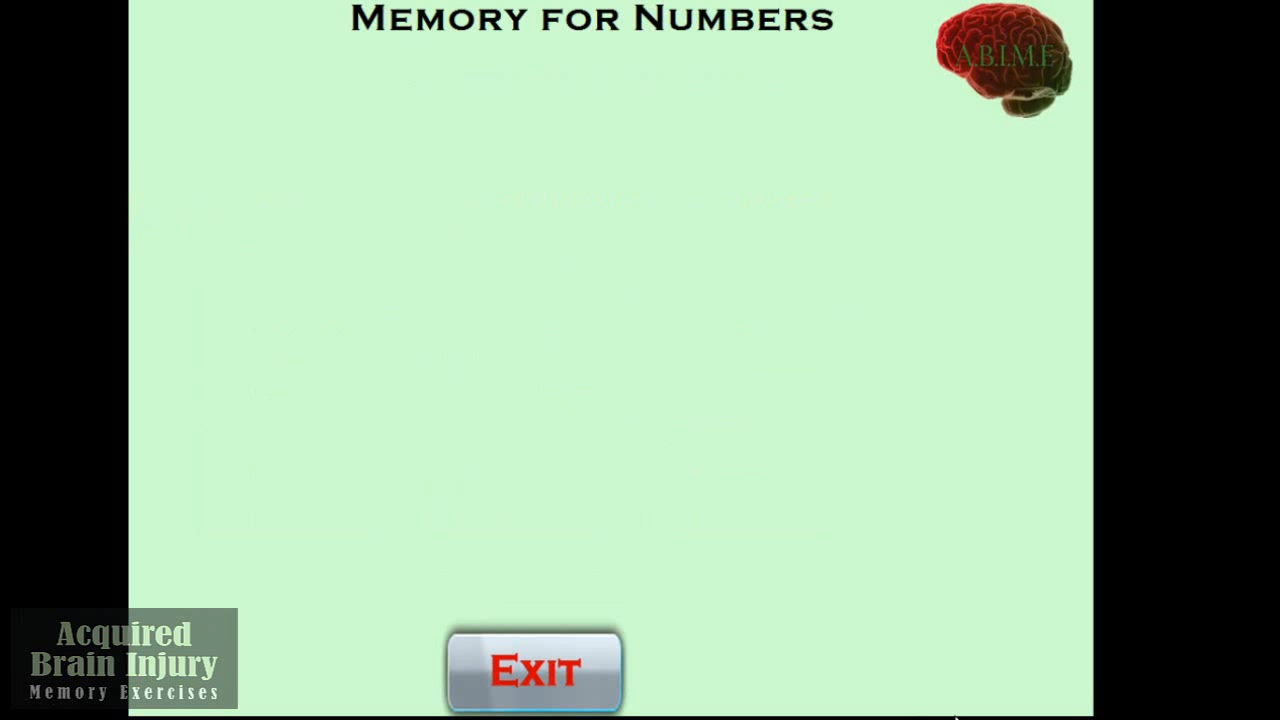 Memory for Numbers
A.B.I.M.E
Exit
Acquired
Brain Injury
Memory Exercises